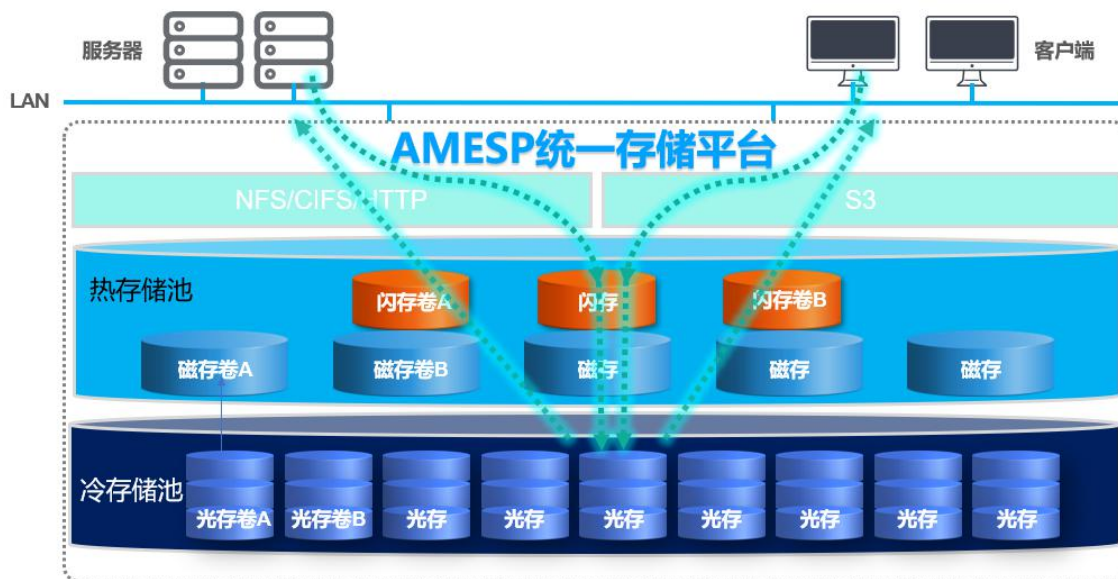 服务器
客户端
LAN
AMESP统一存储平台
NFS/CIFS/HTTP
S3
热存储池
闪存卷A
闪存
闪存卷B
磁存卷A
磁存卷B
磁存
磁存
磁存
冷存储池
光存卷A
光存卷B
光存
光存
光存
光存
光存
光存
光存